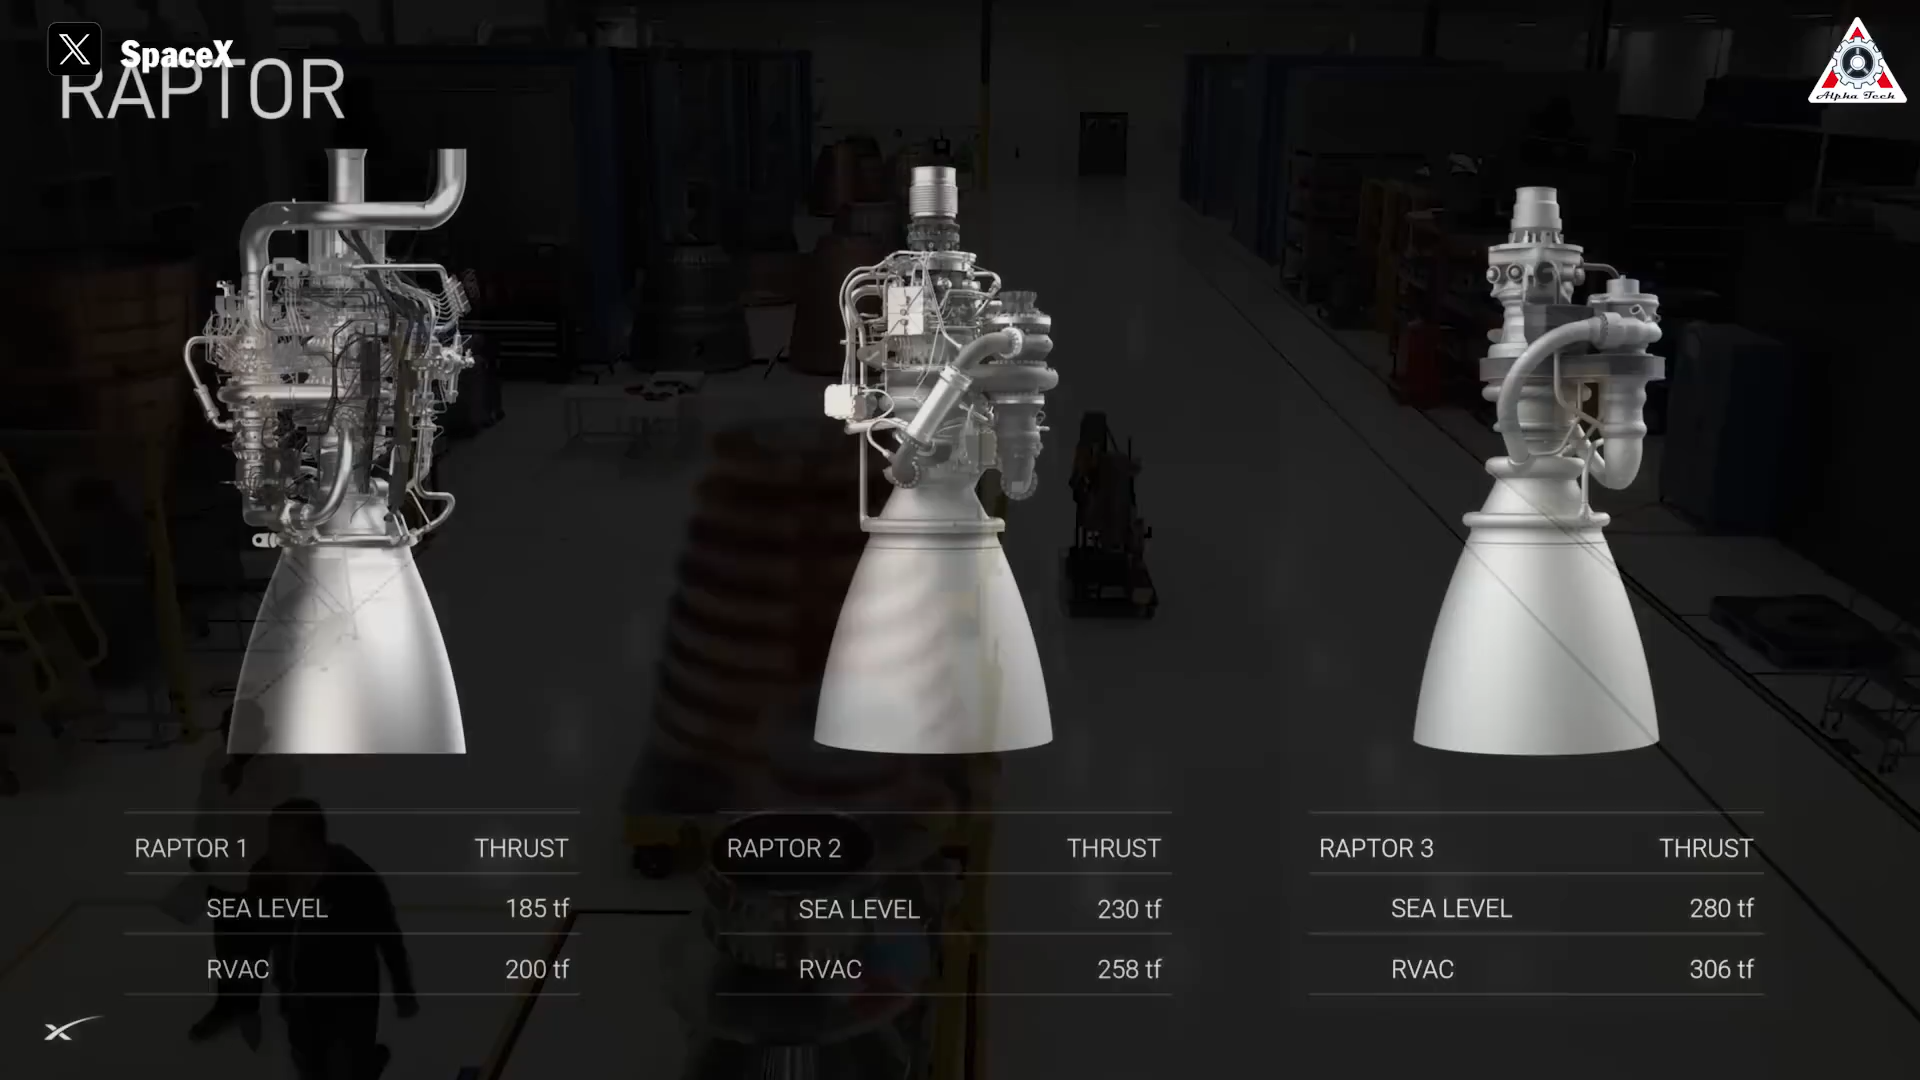 SpaceX
RAPTOR
Alpha Tech
RAPTOR 1 THRUST
SEA LEVEL 185 tf
RVAC 200 tf
RAPTOR 2 THRUST
SEA LEVEL 230 tf
RVAC 258 tf
RAPTOR 3 THRUST
SEA LEVEL 280 tf
RVAC 306 tf